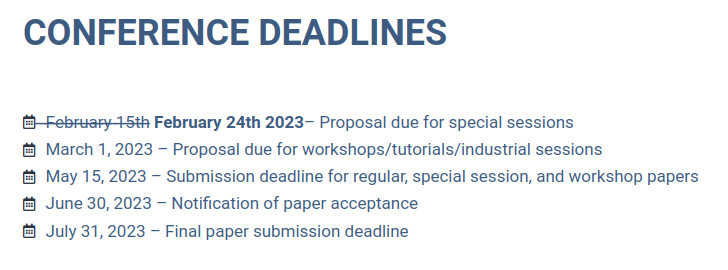 CONFERENCE DEADLINES
February 15th February 24th 2023– Proposal due for special sessions
March 1, 2023 – Proposal due for workshops/tutorials/industrial sessions
May 15, 2023 – Submission deadline for regular, special session, and workshop papers
June 30, 2023 – Notification of paper acceptance
July 31, 2023 – Final paper submission deadline